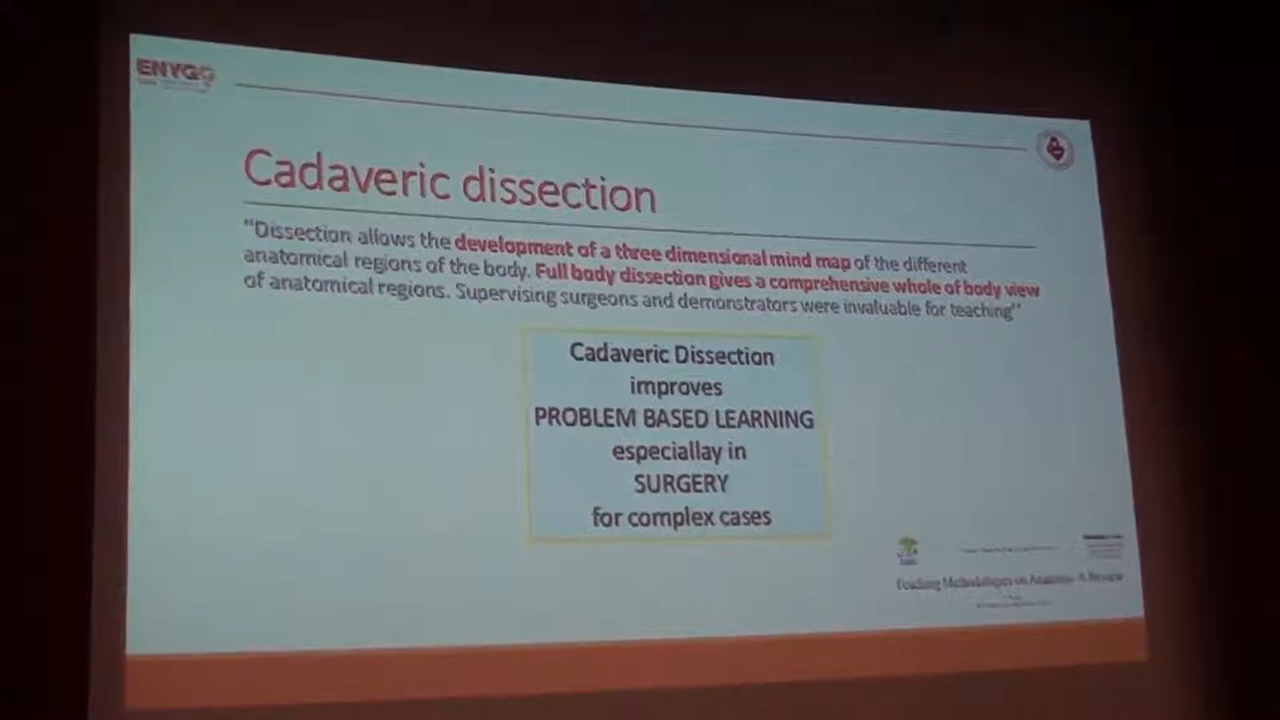 ENYGO
Cadaveric dissection
“Dissection allows the development of a three dimensional mind map of the different
anatomical regions of the body. Full body dissection gives a comprehensive whole of body view
of anatomical regions. Supervising surgeons and demonstrators were invaluable for teaching”
Cadaveric Dissection
improves
PROBLEM BASED LEARNING
especiallay in
SURGERY
for complex cases
Teaching Methodologies on Anatomy- A Review